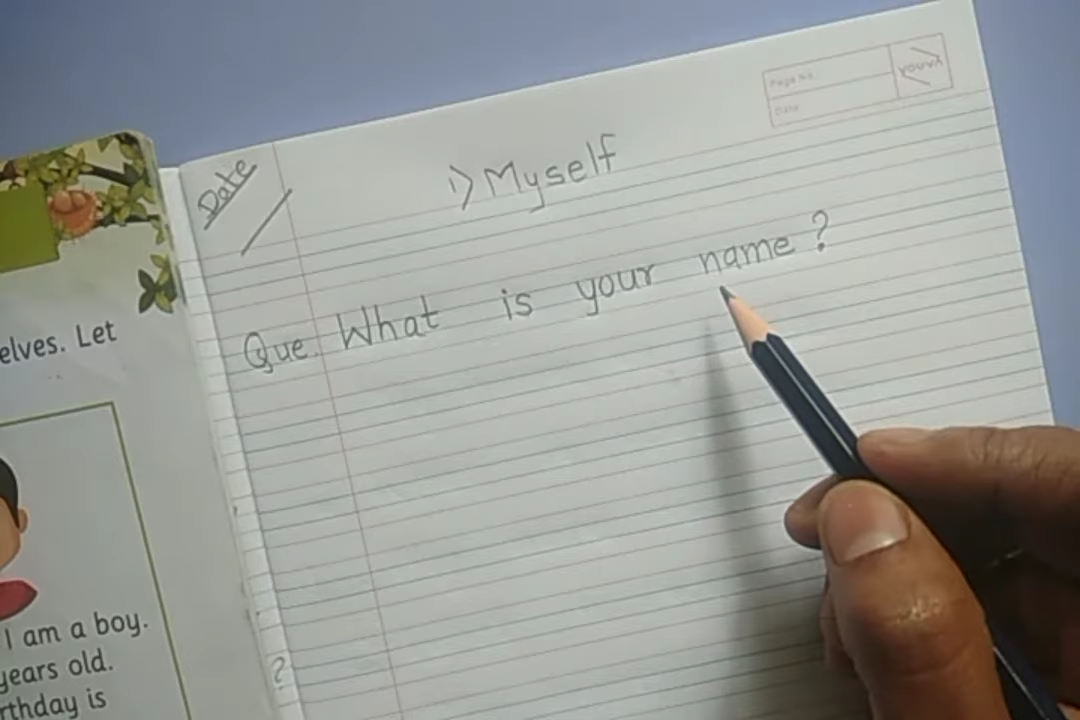 Page No.
Date
youva
Date
1) Myself
Que. What is your name?
elves. Let
I am a boy.
years old.
rthday is
?